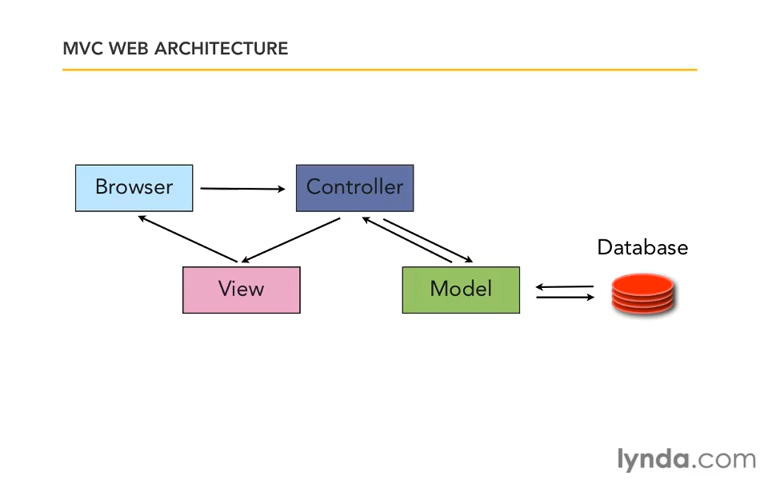 MVC WEB ARCHITECTURE
Browser
Controller
Database
View
Model
lynda.com